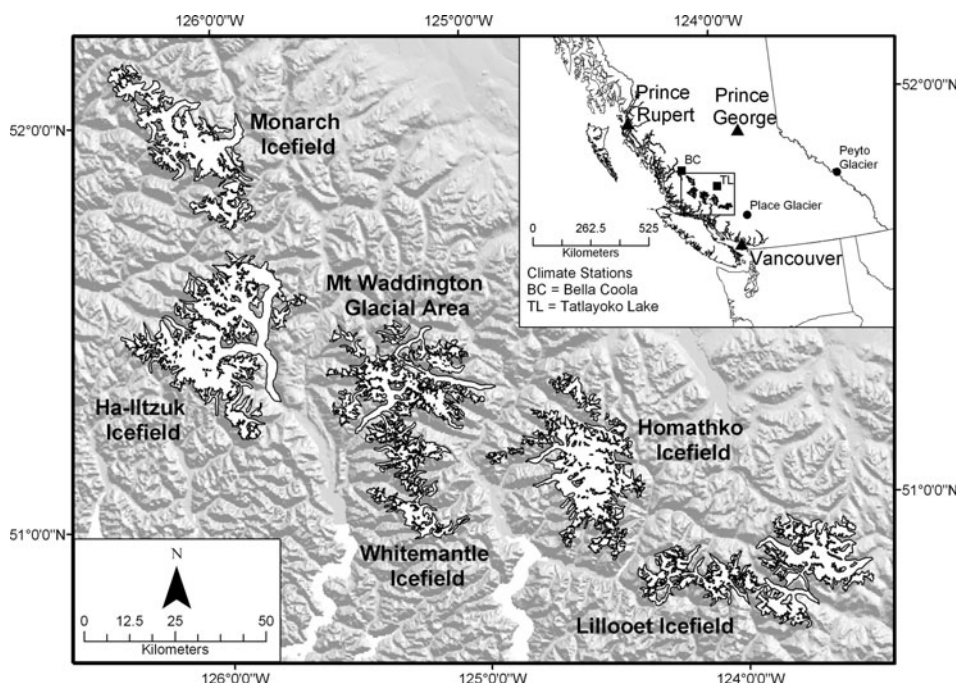 126°0'0"W
125°0'0"W
124°0'0"W
52°0'0"N
52°0'0"N
Monarch
Icefield
Prince
Rupert
Prince
George
Peyto
Glacier
BC
TL
Place Glacier
0 262.5 525
Kilometers
Vancouver
Climate Stations
BC = Bella Coola
TL = Tatlayoko Lake
Mt Waddington
Glacial Area
Ha-Iltzuk
Icefield
Homathko
Icefield
51°0'0"N
51°0'0"N
Whitemantle
Icefield
Lillooet Icefield
N
0 12.5 25 50
Kilometers
126°0'0"W
125°0'0"W
124°0'0"W